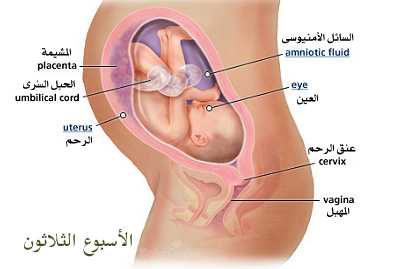 السائل الأمنيوسى
amniotic fluid
المشيمة
placenta
الحبل السرى
umbilical cord
eye
العين
uterus
الرحم
عنق الرحم
cervix
vagina
المهبل
الأسبوع الثلاثون